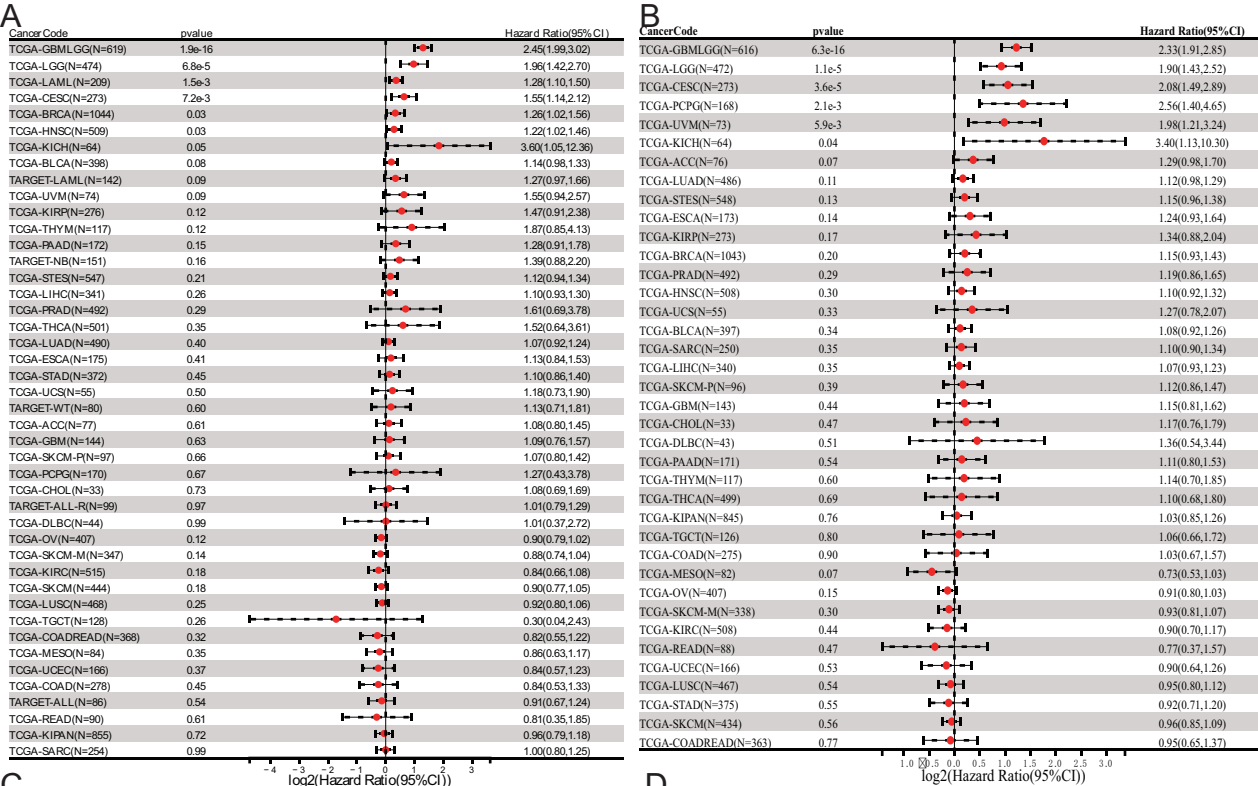 A
CancerCode pvalue Hazard Ratio(95%CI)
TCGA-GBMLGG(N=619) 1.9e-16 2.45(1.99,3.02)
TCGA-LGG(N=474) 6.8e-5 1.96(1.42,2.70)
TCGA-LAML(N=209) 1.5e-3 1.28(1.10,1.50)
TCGA-CESC(N=273) 7.2e-3 1.55(1.14,2.12)
TCGA-BRCA(N=1044) 0.03 1.26(1.02,1.56)
TCGA-HNSC(N=509) 0.03 1.22(1.02,1.46)
TCGA-KICH(N=64) 0.05 3.60(1.05,12.36)
TCGA-BLCA(N=398) 0.08 1.14(0.98,1.33)
TARGET-LAML(N=142) 0.09 1.27(0.97,1.66)
TCGA-UVM(N=74) 0.09 1.55(0.94,2.57)
TCGA-KIRP(N=276) 0.12 1.47(0.91,2.38)
TCGA-THYM(N=117) 0.12 1.87(0.85,4.13)
TCGA-PAAD(N=172) 0.15 1.28(0.91,1.78)
TARGET-NB(N=151) 0.16 1.39(0.88,2.20)
TCGA-STES(N=547) 0.21 1.12(0.94,1.34)
TCGA-LIHC(N=341) 0.26 1.10(0.93,1.30)
TCGA-PRAD(N=492) 0.29 1.61(0.69,3.78)
TCGA-THCA(N=501) 0.35 1.52(0.64,3.61)
TCGA-LUAD(N=490) 0.40 1.07(0.92,1.24)
TCGA-ESCA(N=175) 0.41 1.13(0.84,1.53)
TCGA-STAD(N=372) 0.45 1.10(0.86,1.40)
TCGA-UCS(N=55) 0.50 1.18(0.73,1.90)
TARGET-WT(N=80) 0.60 1.13(0.71,1.81)
TCGA-ACC(N=77) 0.61 1.08(0.80,1.45)
TCGA-GBM(N=144) 0.63 1.09(0.76,1.57)
TCGA-SKCM-P(N=97) 0.66 1.07(0.80,1.42)
TCGA-PCPG(N=170) 0.67 1.27(0.43,3.78)
TCGA-CHOL(N=33) 0.73 1.08(0.69,1.69)
TARGET-ALL-R(N=99) 0.97 1.01(0.79,1.29)
TCGA-DLBC(N=44) 0.99 1.01(0.37,2.72)
TCGA-OV(N=407) 0.12 0.90(0.79,1.02)
TCGA-SKCM-M(N=347) 0.14 0.88(0.74,1.04)
TCGA-KIRC(N=515) 0.18 0.84(0.66,1.08)
TCGA-SKCM(N=444) 0.18 0.90(0.77,1.05)
TCGA-LUSC(N=468) 0.25 0.92(0.80,1.06)
TCGA-TGCT(N=128) 0.26 0.30(0.04,2.43)
TCGA-COADREAD(N=368) 0.32 0.82(0.55,1.22)
TCGA-MESO(N=84) 0.35 0.86(0.63,1.17)
TCGA-UCEC(N=166) 0.37 0.84(0.57,1.23)
TCGA-COAD(N=278) 0.45 0.84(0.53,1.33)
TARGET-ALL(N=86) 0.54 0.91(0.67,1.24)
TCGA-READ(N=90) 0.61 0.81(0.35,1.85)
TCGA-KIPAN(N=855) 0.72 0.96(0.79,1.18)
TCGA-SARC(N=254) 0.99 1.00(0.80,1.25)
−4 −3 −2 −1 0 1 2 3
log2(Hazard Ratio(95%CI))
B
CancerCode pvalue Hazard Ratio(95%CI)
TCGA-GBMLGG(N=616) 6.3e-16 2.33(1.91,2.85)
TCGA-LGG(N=472) 1.1e-5 1.90(1.43,2.52)
TCGA-CESC(N=273) 3.6e-5 2.08(1.49,2.89)
TCGA-PCPG(N=168) 2.1e-3 2.56(1.40,4.65)
TCGA-UVM(N=73) 5.9e-3 1.98(1.21,3.24)
TCGA-KICH(N=64) 0.04 3.40(1.13,10.30)
TCGA-ACC(N=76) 0.07 1.29(0.98,1.70)
TCGA-LUAD(N=486) 0.11 1.12(0.98,1.29)
TCGA-STES(N=548) 0.13 1.15(0.96,1.38)
TCGA-ESCA(N=173) 0.14 1.24(0.93,1.64)
TCGA-KIRP(N=273) 0.17 1.34(0.88,2.04)
TCGA-BRCA(N=1043) 0.20 1.15(0.93,1.43)
TCGA-PRAD(N=492) 0.29 1.19(0.86,1.65)
TCGA-HNSC(N=508) 0.30 1.10(0.92,1.32)
TCGA-UCS(N=55) 0.33 1.27(0.78,2.07)
TCGA-BLCA(N=397) 0.34 1.08(0.92,1.26)
TCGA-SARC(N=250) 0.35 1.10(0.90,1.34)
TCGA-LIHC(N=340) 0.35 1.07(0.93,1.23)
TCGA-SKCM-P(N=96) 0.39 1.12(0.86,1.47)
TCGA-GBM(N=143) 0.44 1.15(0.81,1.62)
TCGA-CHOL(N=33) 0.47 1.17(0.76,1.79)
TCGA-DLBC(N=43) 0.51 1.36(0.54,3.44)
TCGA-PAAD(N=171) 0.54 1.11(0.80,1.53)
TCGA-THYM(N=117) 0.60 1.14(0.70,1.85)
TCGA-THCA(N=499) 0.69 1.10(0.68,1.80)
TCGA-KIPAN(N=845) 0.76 1.03(0.85,1.26)
TCGA-TGCT(N=126) 0.80 1.06(0.66,1.72)
TCGA-COAD(N=275) 0.90 1.03(0.67,1.57)
TCGA-MESO(N=82) 0.07 0.73(0.53,1.03)
TCGA-OV(N=407) 0.15 0.91(0.80,1.03)
TCGA-SKCM-M(N=338) 0.30 0.93(0.81,1.07)
TCGA-KIRC(N=508) 0.44 0.90(0.70,1.17)
TCGA-READ(N=88) 0.47 0.77(0.37,1.57)
TCGA-UCEC(N=166) 0.53 0.90(0.64,1.26)
TCGA-LUSC(N=467) 0.54 0.95(0.80,1.12)
TCGA-STAD(N=375) 0.55 0.92(0.71,1.20)
TCGA-SKCM(N=434) 0.56 0.96(0.85,1.09)
TCGA-COADREAD(N=363) 0.77 0.95(0.65,1.37)
1.0 0.5 0.0 0.5 1.0 1.5 2.0 2.5 3.0
log2(Hazard Ratio(95%CI))
C
D